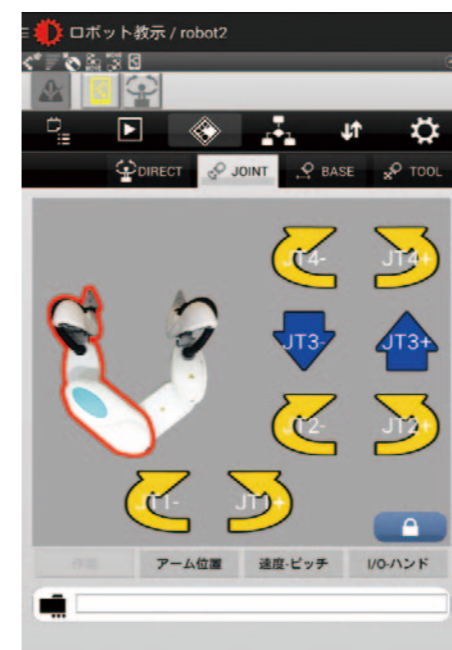 ロボット教示 / robot2
DIRECT JOINT BASE TOOL
JT4- JT4+
JT3- JT3+
JT2- JT2+
JT1- JT1+
アーム位置 速度-ピッチ I/O-ハンド